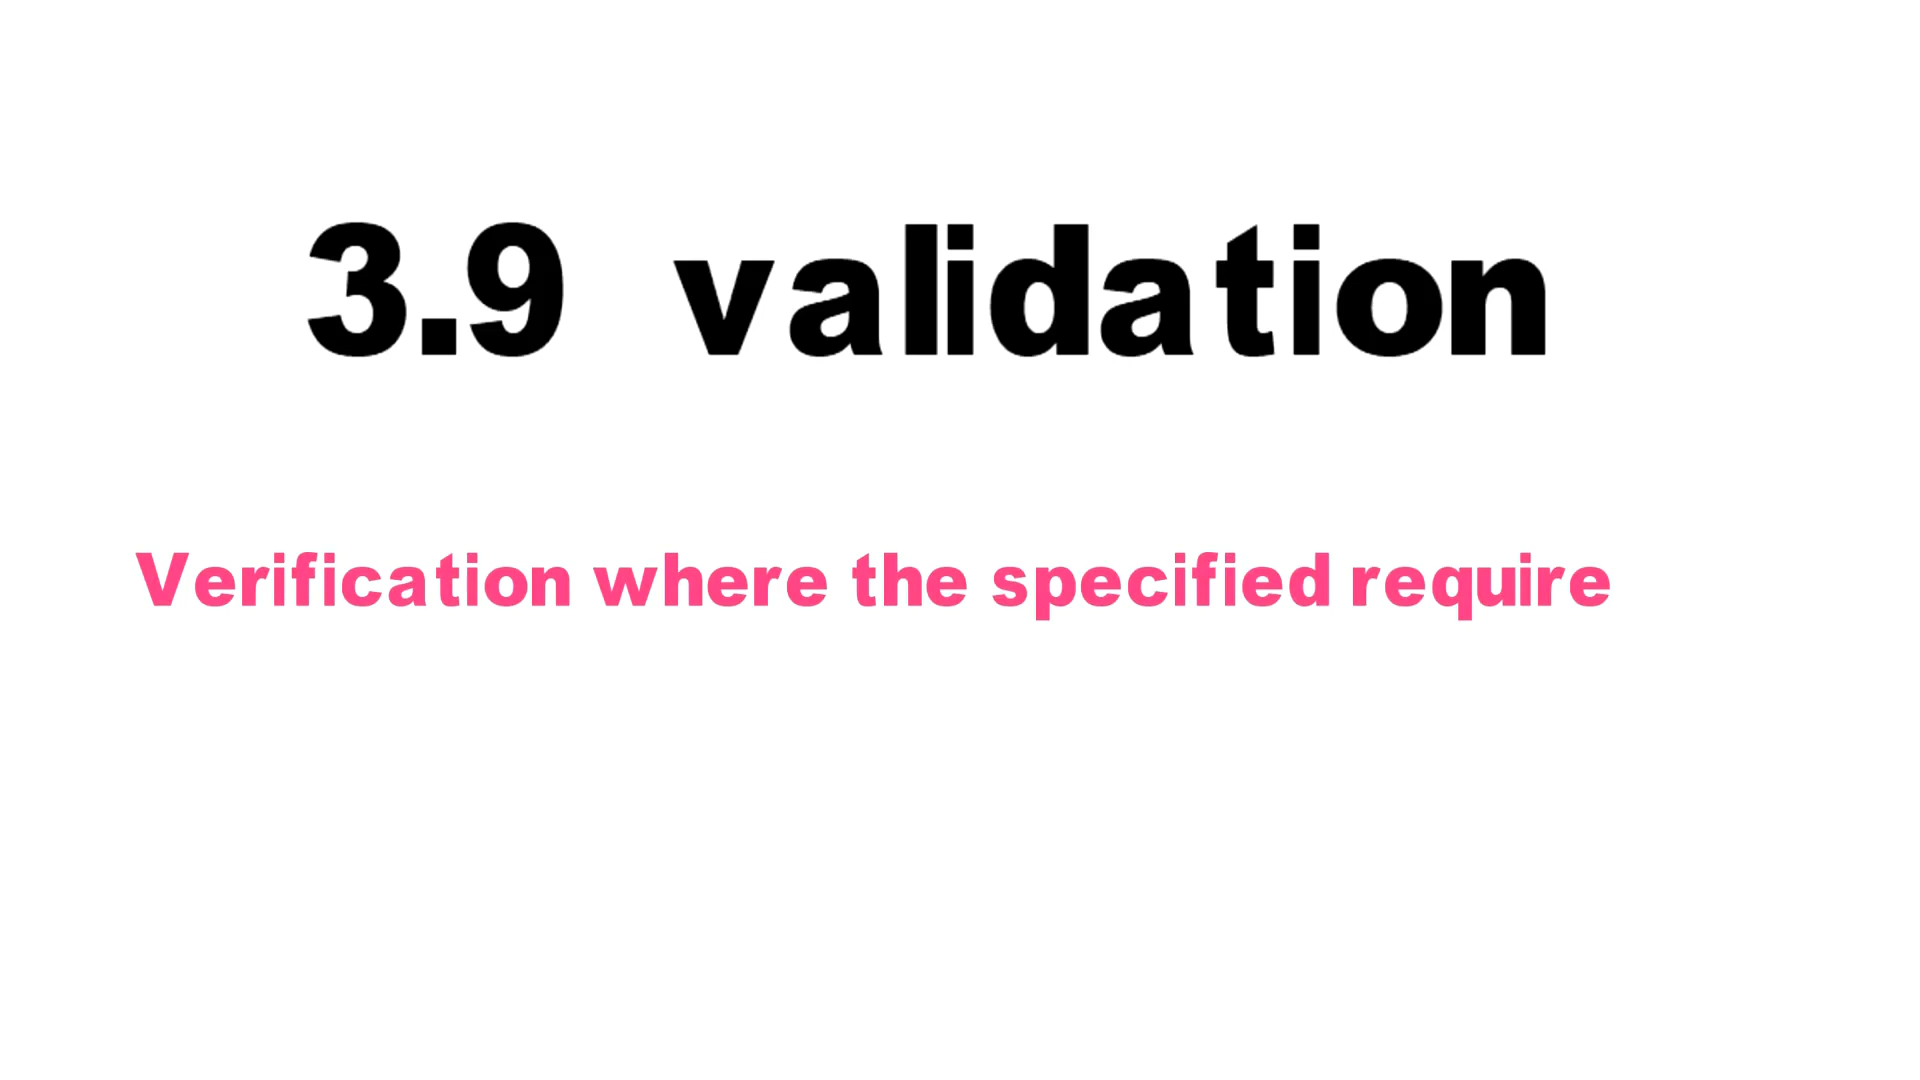 3.9 validation
Verification where the specified require